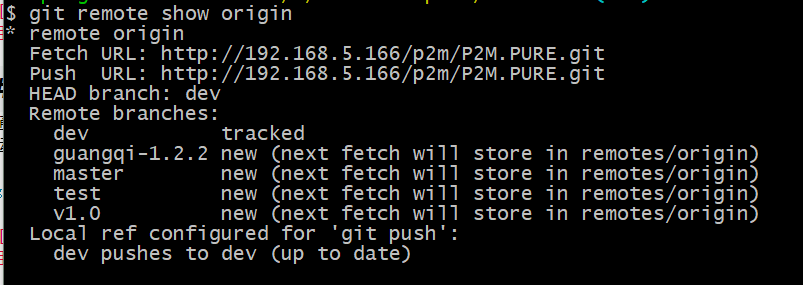 $ git remote show origin
* remote origin
  Fetch URL: http://192.168.5.166/p2m/P2M.PURE.git
  Push  URL: http://192.168.5.166/p2m/P2M.PURE.git
  HEAD branch: dev
  Remote branches:
    dev           tracked
    guangqi-1.2.2 new (next fetch will store in remotes/origin)
    master        new (next fetch will store in remotes/origin)
    test          new (next fetch will store in remotes/origin)
    v1.0          new (next fetch will store in remotes/origin)
  Local ref configured for 'git push':
    dev pushes to dev (up to date)